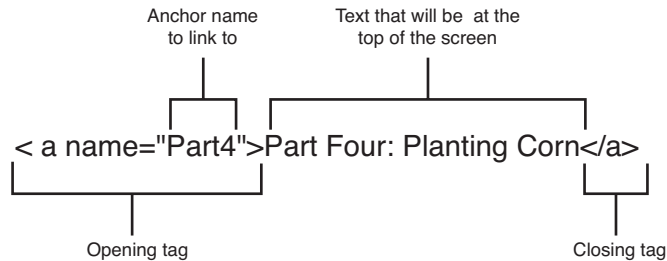 Anchor name
to link to
Text that will be at the
top of the screen
< a name="Part4">Part Four: Planting Corn</a>
Opening tag
Closing tag